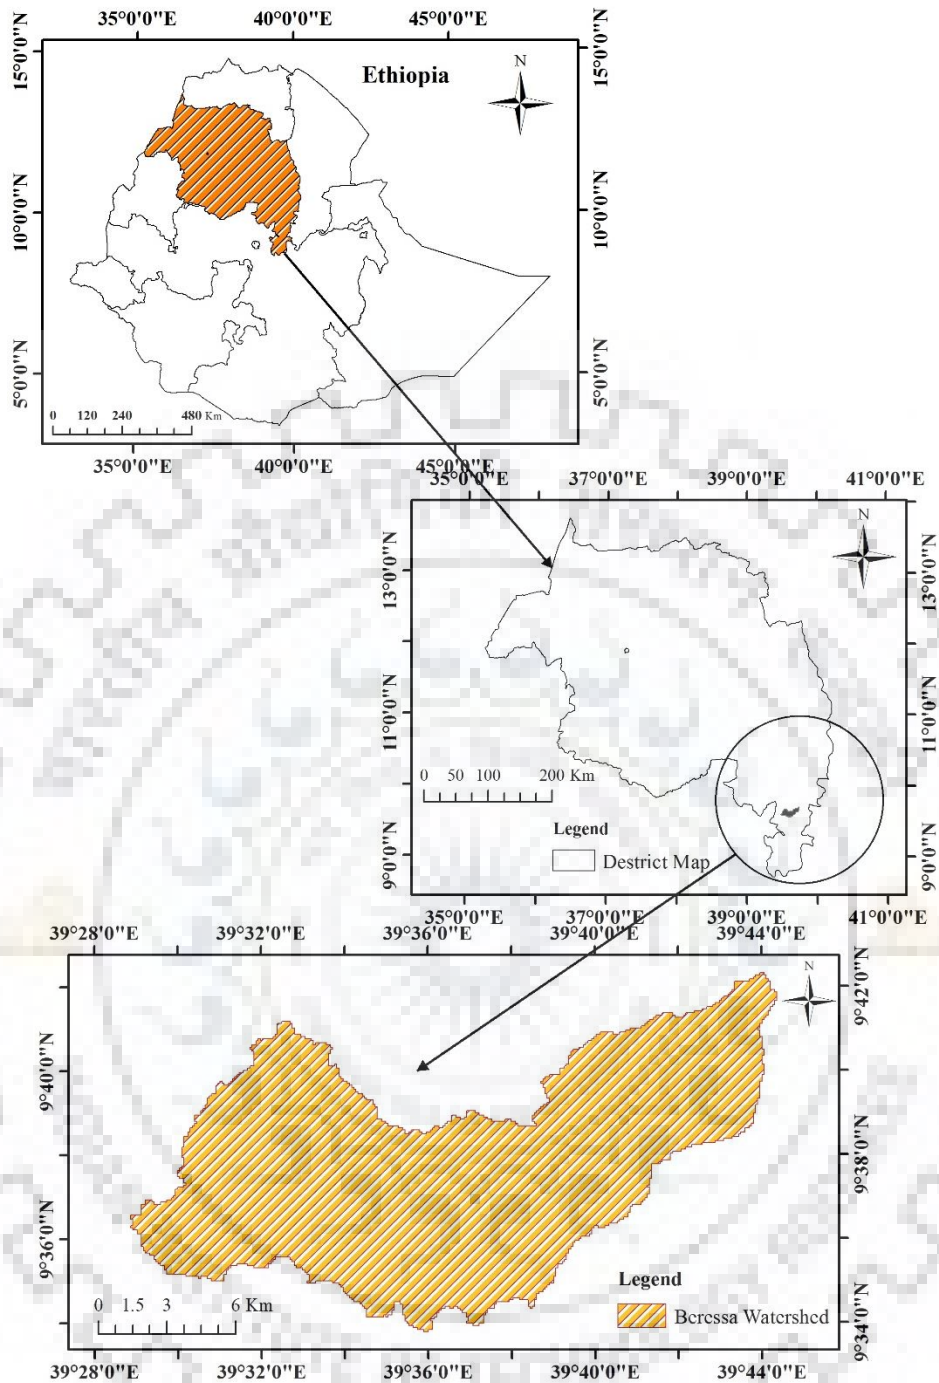 35°0'0"E 40°0'0"E 45°0'0"E
Ethiopia
N
15°0'0"N
10°0'0"N
5°0'0"N
15°0'0"N
10°0'0"N
5°0'0"N
0 120 240 480 Km
35°0'0"E 40°0'0"E 45°0'0"E
35°0'0"E 37°0'0"E 39°0'0"E 41°0'0"E
N
13°0'0"N
11°0'0"N
9°0'0"N
13°0'0"N
11°0'0"N
9°0'0"N
0 50 100 200 Km
Legend
Destrict Map
35°0'0"E 37°0'0"E 39°0'0"E 41°0'0"E
39°28'0"E 39°32'0"E 39°36'0"E 39°40'0"E 39°44'0"E
N
9°40'0"N
9°36'0"N
9°42'0"N
9°38'0"N
9°34'0"N
Legend
0 1.5 3 6 Km
Beressa Watershed
39°28'0"E 39°32'0"E 39°36'0"E 39°40'0"E 39°44'0"E